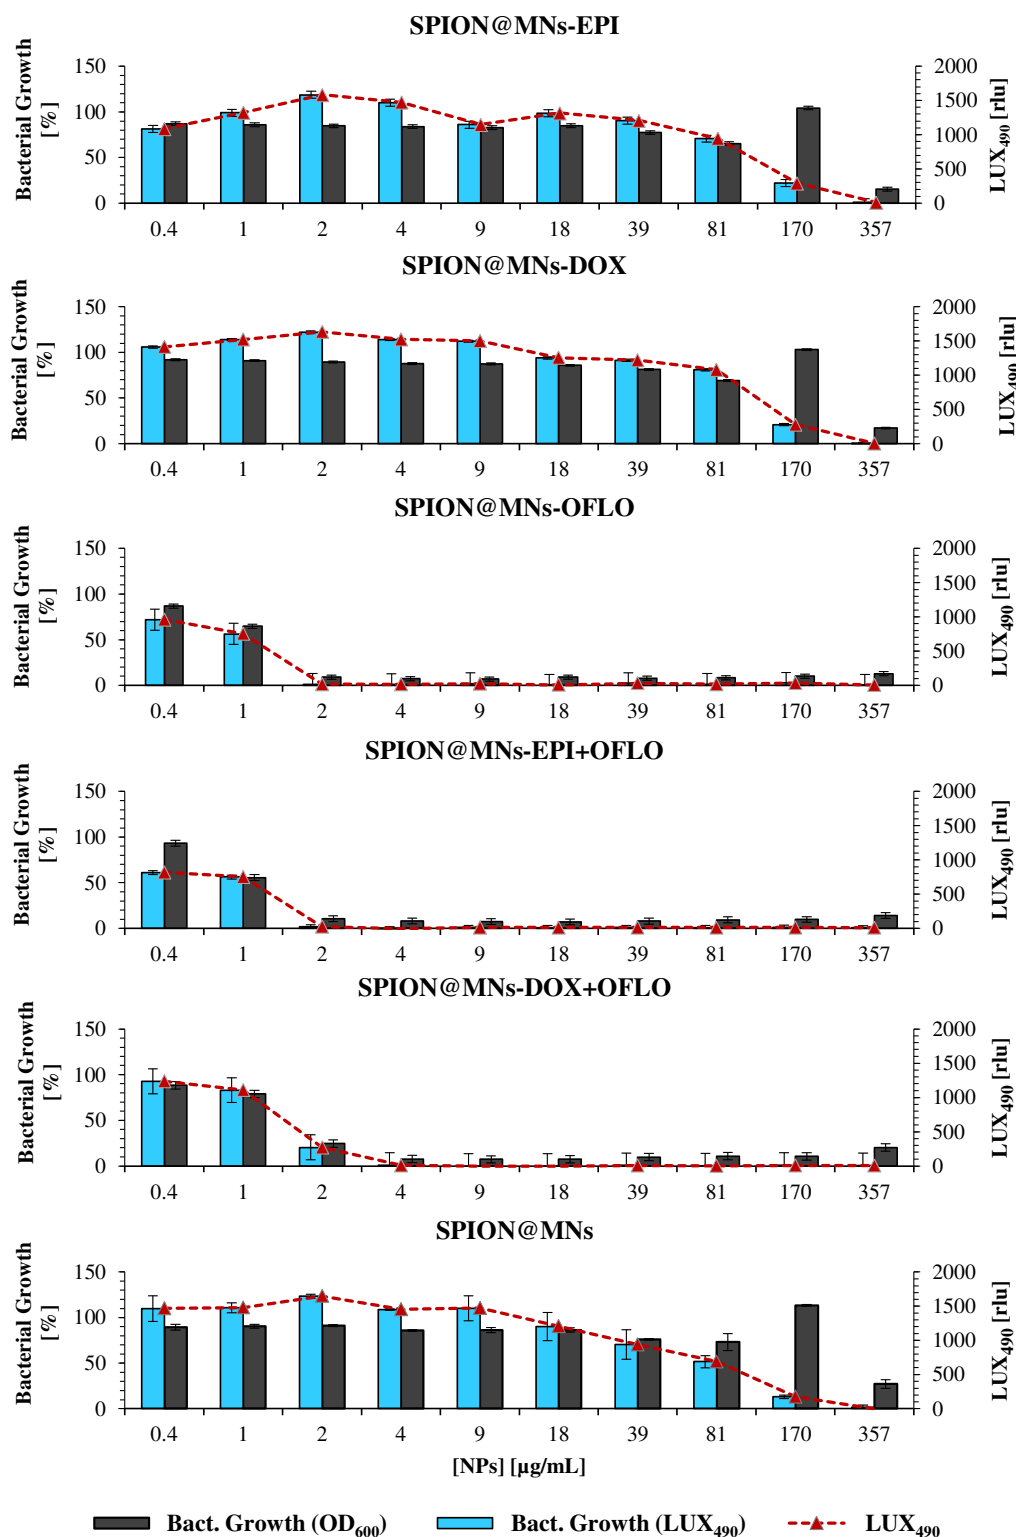 SPION@MNs-EPI
Bacterial Growth
[%]
150
100
50
0
2000
1500
1000
500
0
LUX490 [rlu]
0.4 1 2 4 9 18 39 81 170 357
SPION@MNs-DOX
Bacterial Growth
[%]
150
100
50
0
2000
1500
1000
500
0
LUX490 [rlu]
0.4 1 2 4 9 18 39 81 170 357
SPION@MNs-OFLO
Bacterial Growth
[%]
150
100
50
0
2000
1500
1000
500
0
LUX490 [rlu]
0.4 1 2 4 9 18 39 81 170 357
SPION@MNs-EPI+OFLO
Bacterial Growth
[%]
150
100
50
0
2000
1500
1000
500
0
LUX490 [rlu]
0.4 1 2 4 9 18 39 81 170 357
SPION@MNs-DOX+OFLO
Bacterial Growth
[%]
150
100
50
0
2000
1500
1000
500
0
LUX490 [rlu]
0.4 1 2 4 9 18 39 81 170 357
SPION@MNs
Bacterial Growth
[%]
150
100
50
0
2000
1500
1000
500
0
LUX490 [rlu]
0.4 1 2 4 9 18 39 81 170 357
[NPs] [µg/mL]
Bact. Growth (OD600) Bact. Growth (LUX490) LUX490